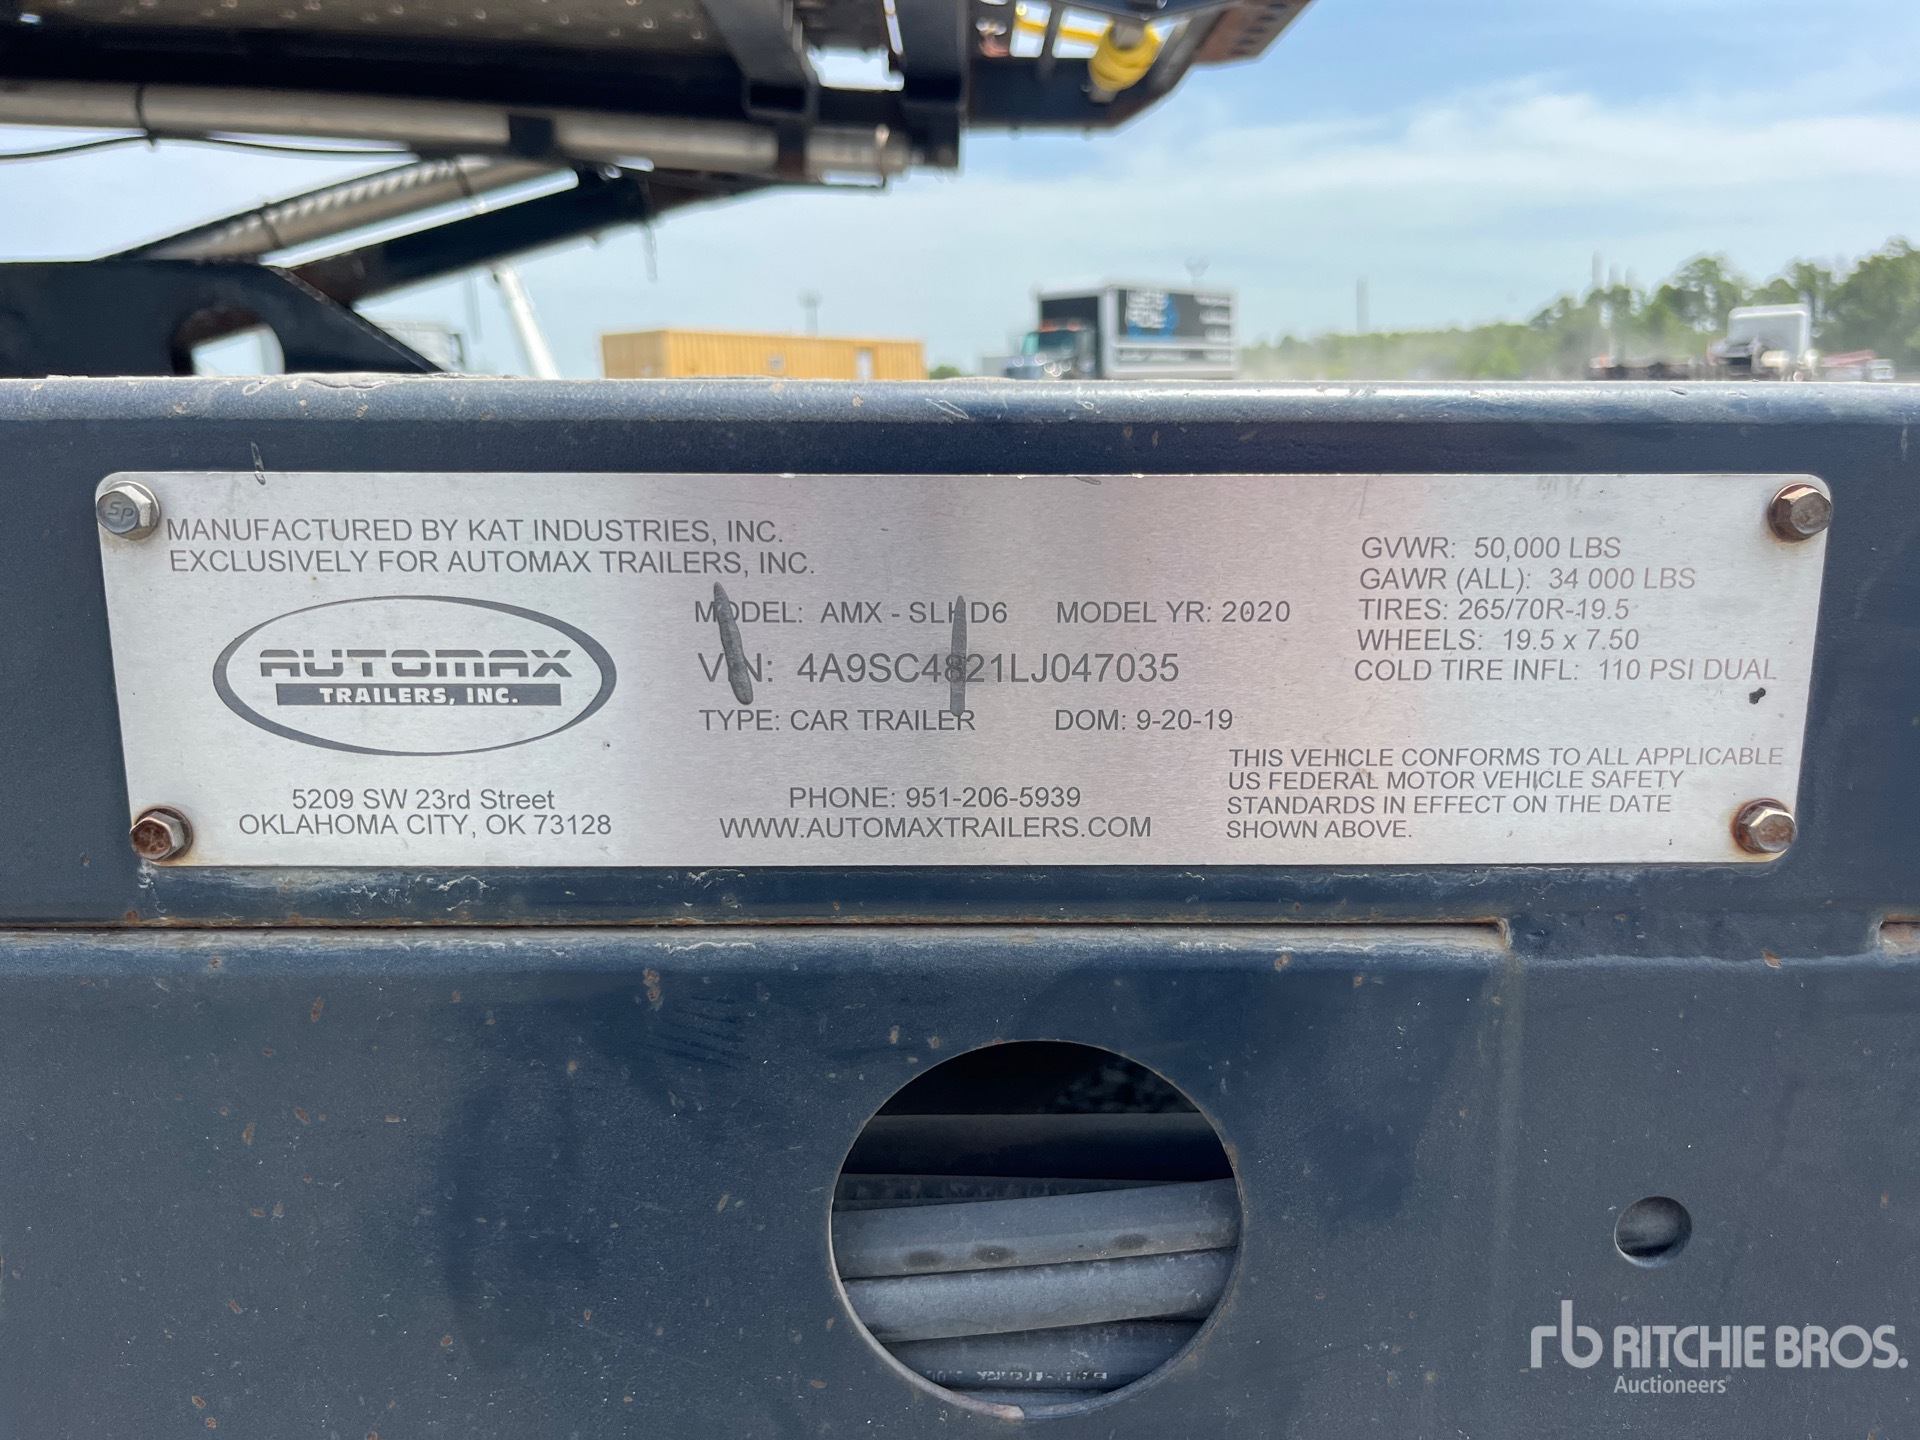 MANUFACTURED BY KAT INDUSTRIES, INC.
EXCLUSIVELY FOR AUTOMAX TRAILERS, INC.
SP
AUTOMAX
TRAILERS, INC.
5209 SW 23rd Street
OKLAHOMA CITY, OK 73128
MODEL: AMX - SLHD6 MODEL YR: 2020
VIN: 4A9SC4821LJ047035
TYPE: CAR TRAILER DOM: 9-20-19
PHONE: 951-206-5939
WWW.AUTOMAXTRAILERS.COM
GVWR: 50,000 LBS
GAWR (ALL): 34 000 LBS
TIRES: 265/70R-19.5
WHEELS: 19.5 x 7.50
COLD TIRE INFL: 110 PSI DUAL
THIS VEHICLE CONFORMS TO ALL APPLICABLE
US FEDERAL MOTOR VEHICLE SAFETY
STANDARDS IN EFFECT ON THE DATE
SHOWN ABOVE.
rb RITCHIE BROS.
Auctioneers